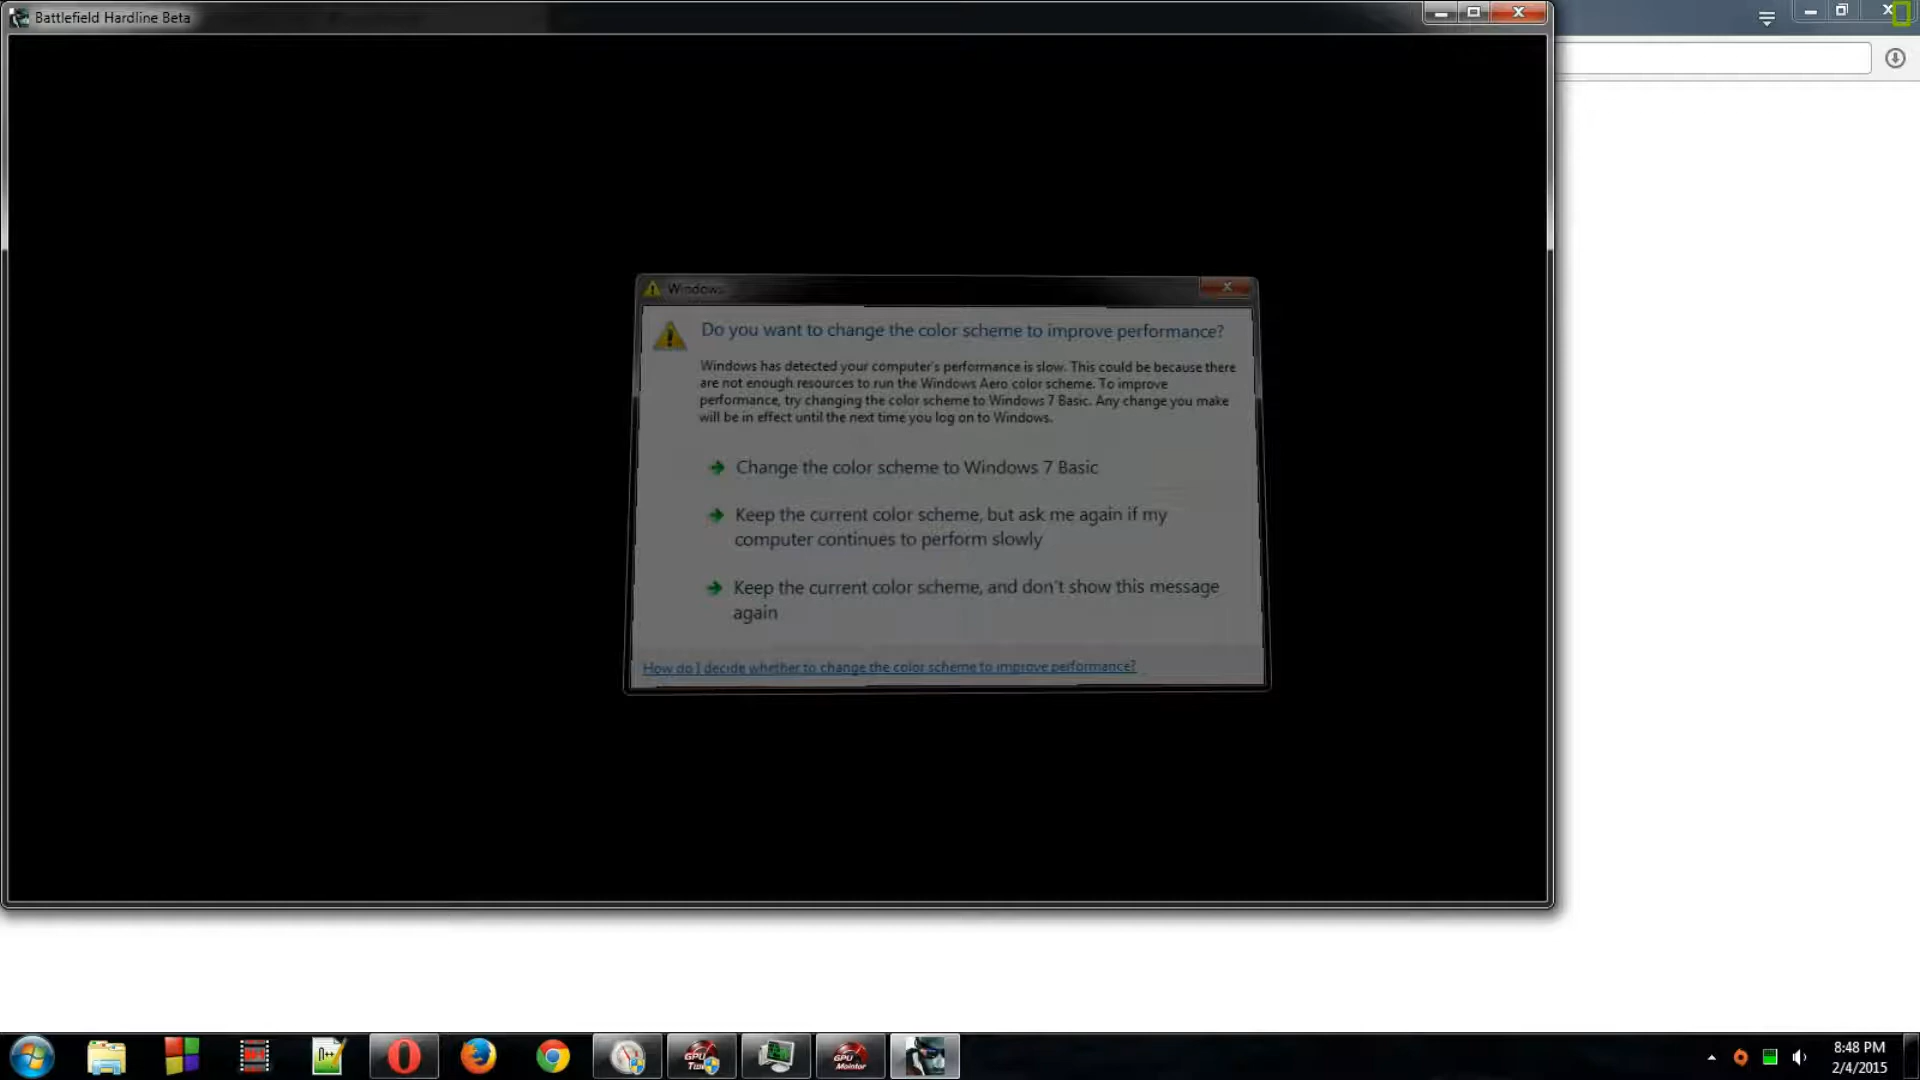 Battlefield Hardline Beta
Windows
Do you want to change the color scheme to improve performance?
Windows has detected your computer's performance is slow. This could be because there
are not enough resources to run the Windows Aero color scheme. To improve
performance, try changing the color scheme to Windows 7 Basic. Any change you make
will be in effect until the next time you log on to Windows.
Change the color scheme to Windows 7 Basic
Keep the current color scheme, but ask me again if my
computer continues to perform slowly
Keep the current color scheme, and don't show this message
again
How do I decide whether to change the color scheme to improve performance?
N++
GPU
GPU
8:48 PM
2/4/2015